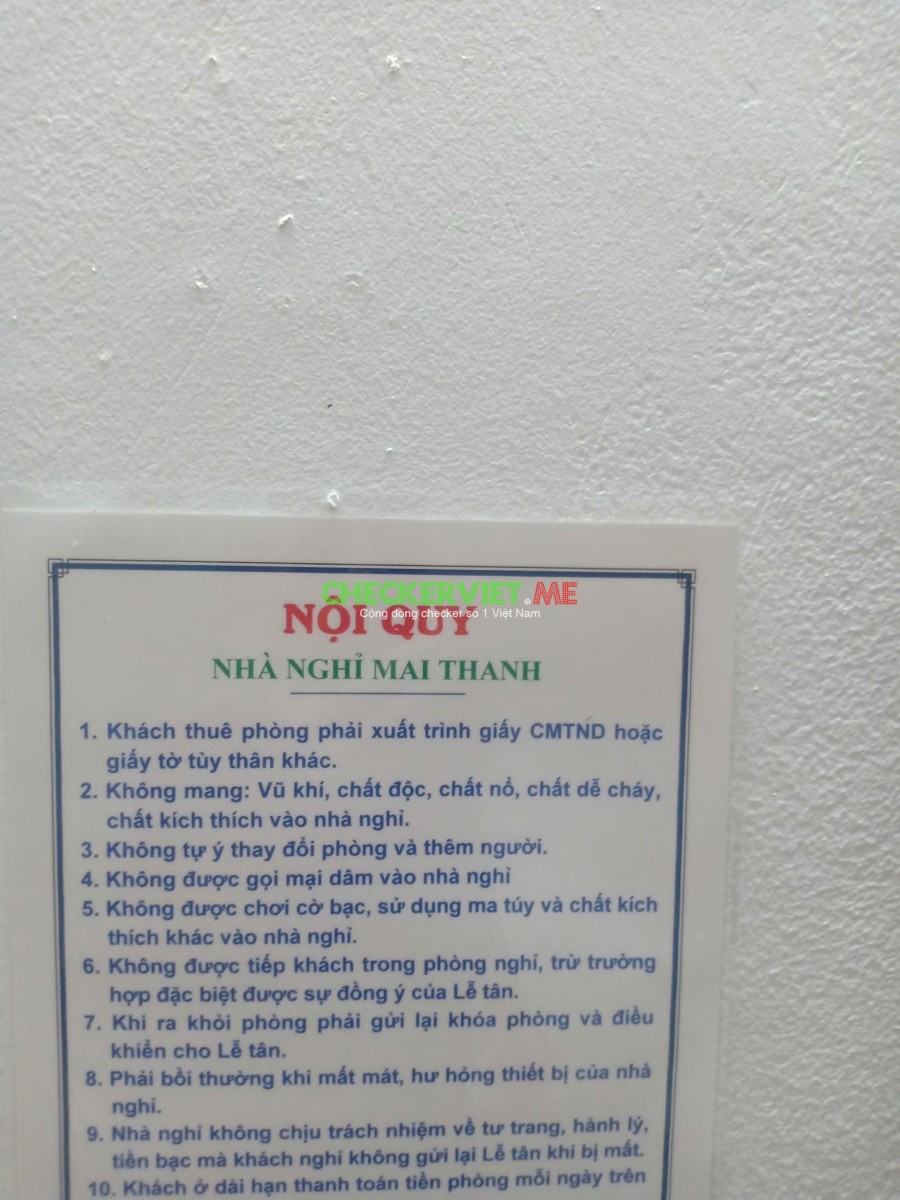 CHECKERVIET.ME
Cộng đồng checker số 1 Việt Nam
NỘI QUY
NHÀ NGHỈ MAI THANH
1. Khách thuê phòng phải xuất trình giấy CMTND hoặc
giấy tờ tùy thân khác.
2. Không mang: Vũ khí, chất độc, chất nổ, chất dễ cháy,
chất kích thích vào nhà nghỉ.
3. Không tự ý thay đổi phòng và thêm người.
4. Không được gọi mại dâm vào nhà nghỉ
5. Không được chơi cờ bạc, sử dụng ma túy và chất kích
thích khác vào nhà nghỉ.
6. Không được tiếp khách trong phòng nghỉ, trừ trường
hợp đặc biệt được sự đồng ý của Lễ tân.
7. Khi ra khỏi phòng phải gửi lại khóa phòng và điều
khiển cho Lễ tân.
8. Phải bồi thường khi mất mát, hư hỏng thiết bị của nhà
nghỉ.
9. Nhà nghỉ không chịu trách nhiệm về tư trang, hành lý,
tiền bạc mà khách nghỉ không gửi lại Lễ tân khi bị mất.
10. Khách ở dài hạn thanh toán tiền phòng mỗi ngày trên